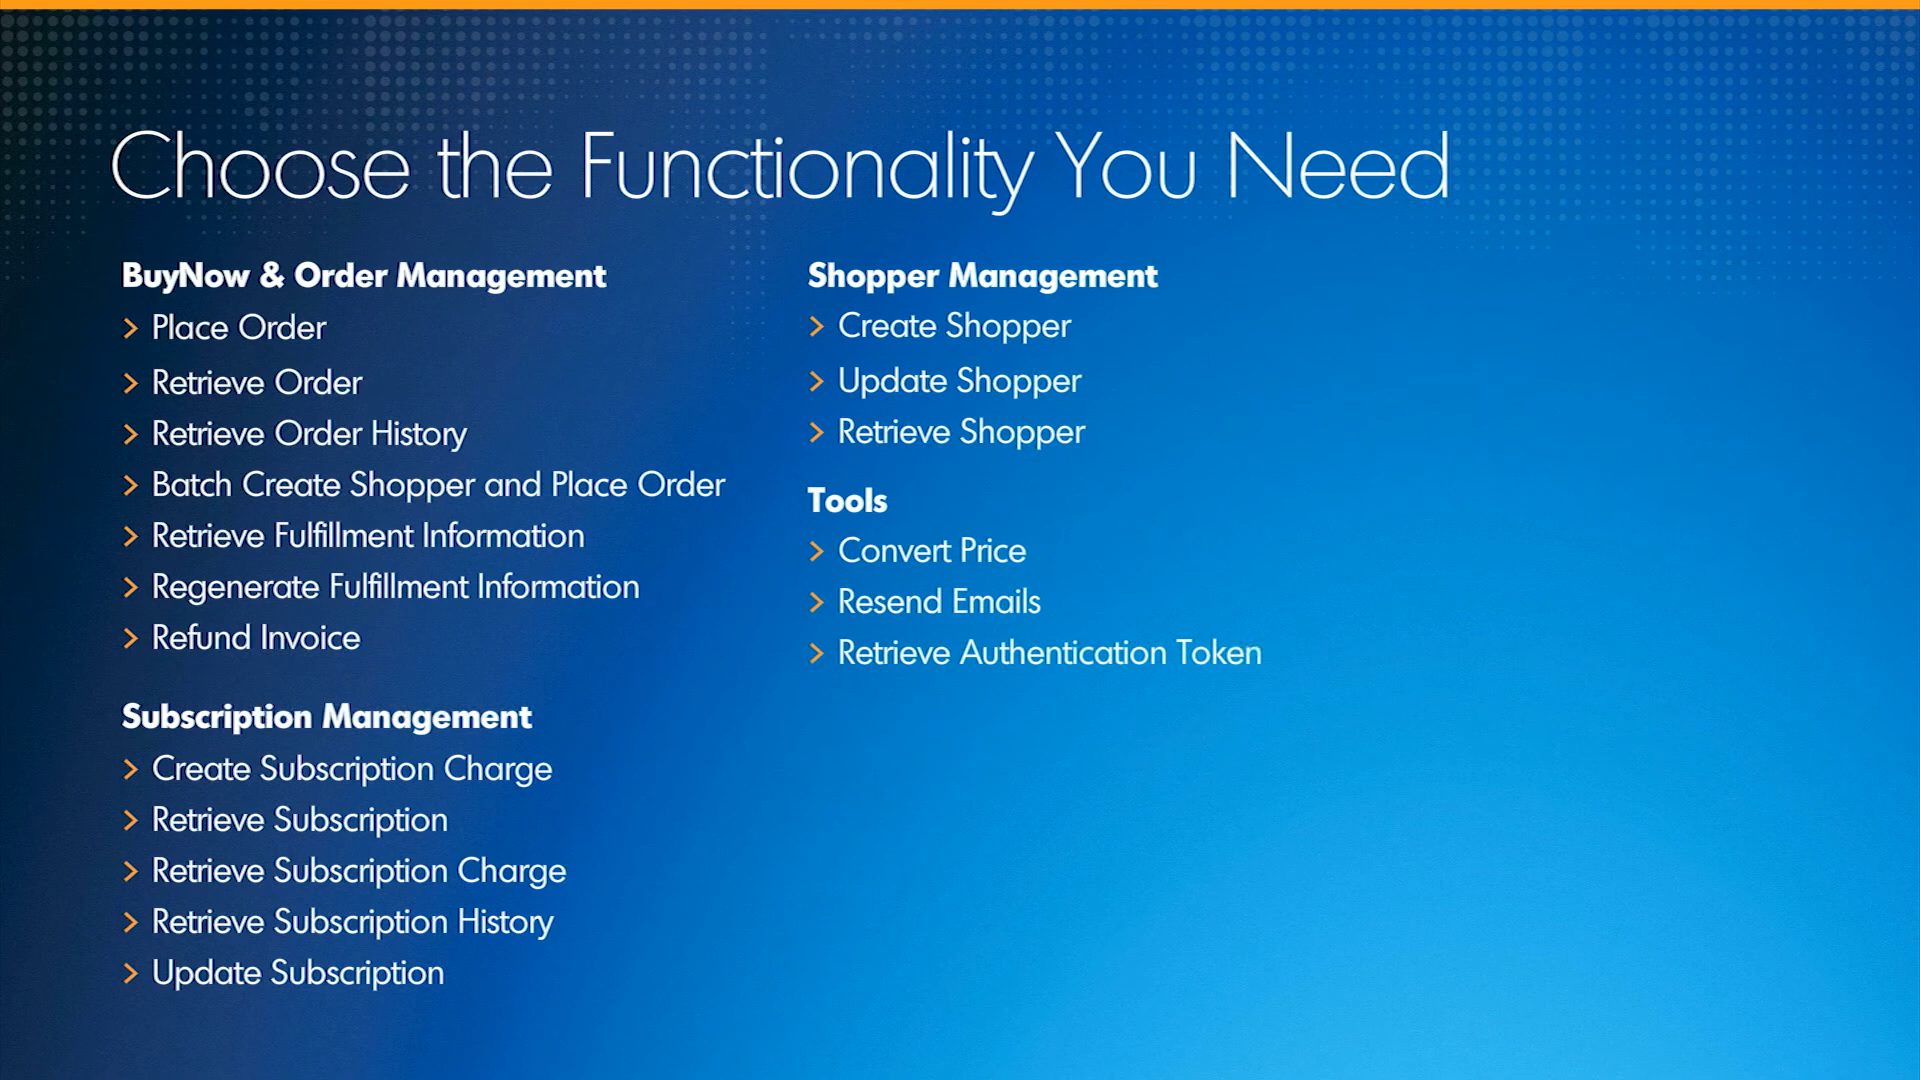 Choose the Functionality You Need
BuyNow & Order Management
> Place Order
> Retrieve Order
> Retrieve Order History
> Batch Create Shopper and Place Order
> Retrieve Fulfillment Information
> Regenerate Fulfillment Information
> Refund Invoice
Subscription Management
> Create Subscription Charge
> Retrieve Subscription
> Retrieve Subscription Charge
> Retrieve Subscription History
> Update Subscription
Shopper Management
> Create Shopper
> Update Shopper
> Retrieve Shopper
Tools
> Convert Price
> Resend Emails
> Retrieve Authentication Token